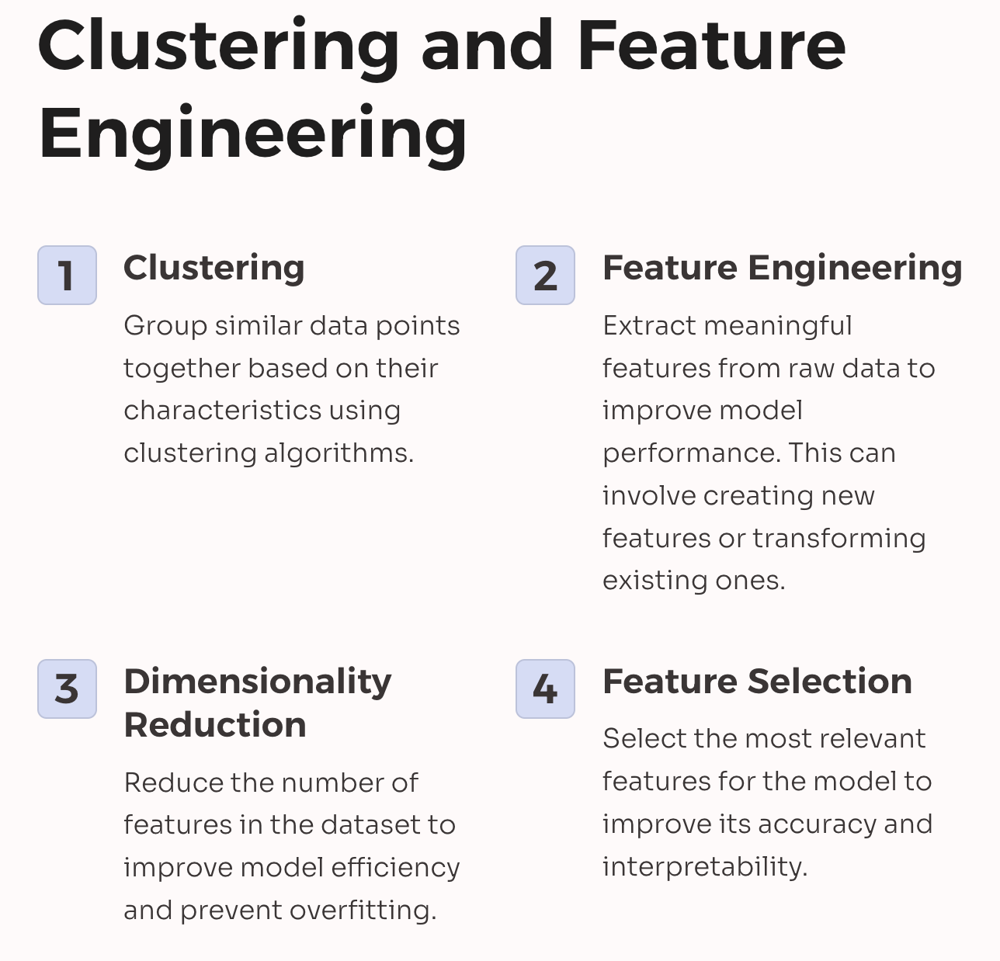 Clustering and Feature
Engineering
1
Clustering
Group similar data points
together based on their
characteristics using
clustering algorithms.
2
Feature Engineering
Extract meaningful
features from raw data to
improve model
performance. This can
involve creating new
features or transforming
existing ones.
3
Dimensionality
Reduction
Reduce the number of
features in the dataset to
improve model efficiency
and prevent overfitting.
4
Feature Selection
Select the most relevant
features for the model to
improve its accuracy and
interpretability.